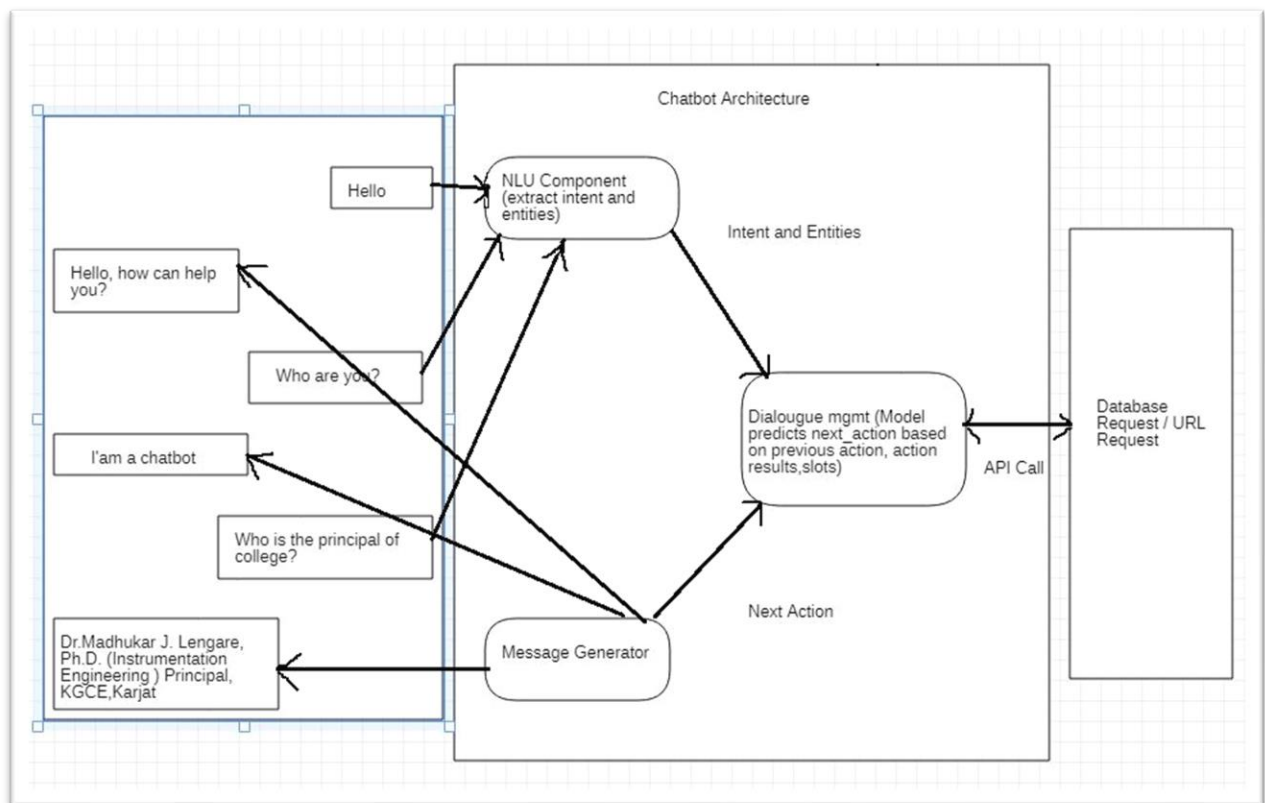 Chatbot Architecture
Hello
NLU Component
(extract intent and
entities)
Intent and Entities
Hello, how can help
you?
Who are you?
I'am a chatbot
Dialougue mgmt (Model
predicts next_action based
on previous action, action
results,slots)
API Call
Database
Request / URL
Request
Who is the principal of
college?
Next Action
Message Generator
Dr.Madhukar J. Lengare,
Ph.D. (Instrumentation
Engineering ) Principal,
KGCE,Karjat